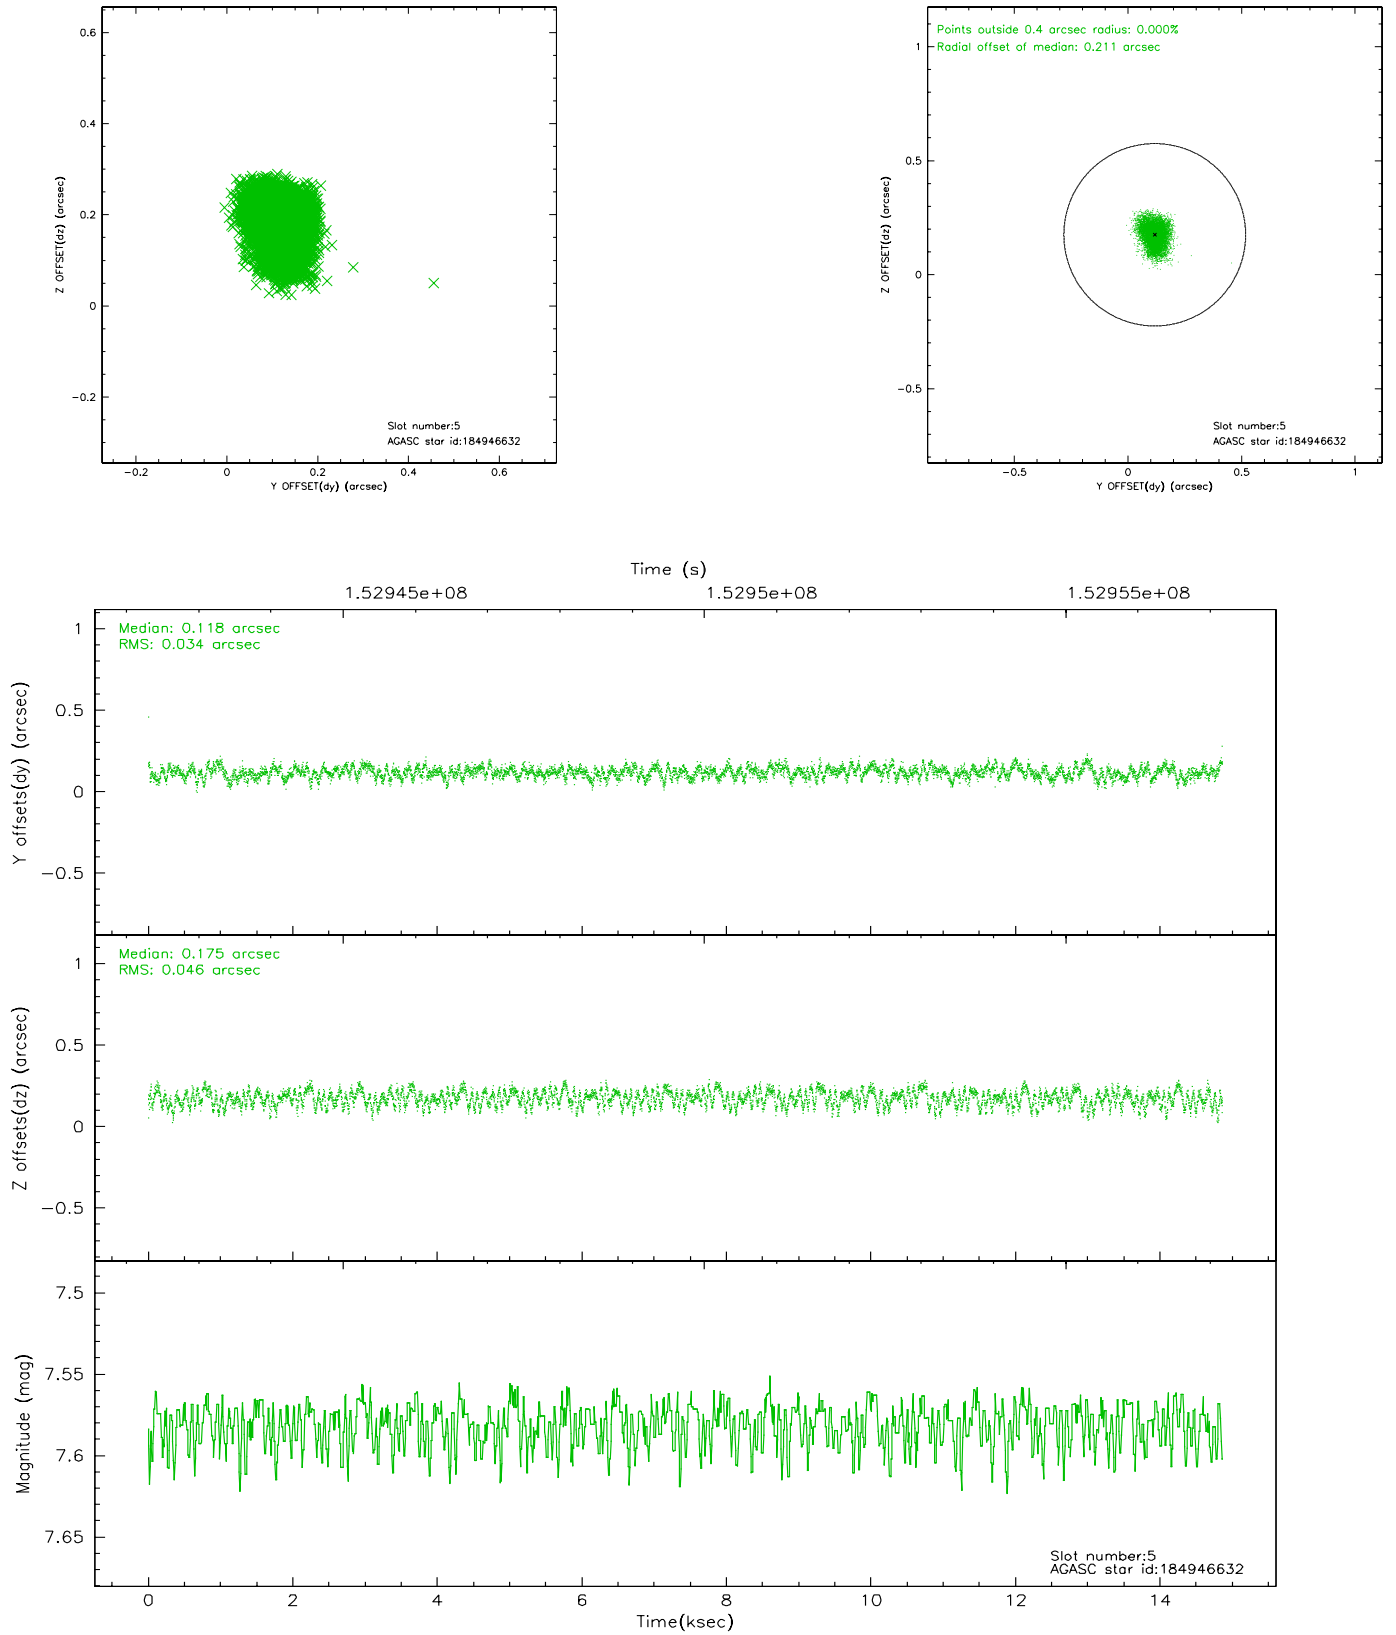 0.6
0.4
0.2
0
−0.2
Z OFFSET(dz) (arcsec)
Slot number:5
AGASC star id:184946632
−0.2 0 0.2 0.4 0.6
Y OFFSET(dy) (arcsec)
Points outside 0.4 arcsec radius: 0.000%
Radial offset of median: 0.211 arcsec
1
0.5
0
−0.5
Z OFFSET(dz) (arcsec)
Slot number:5
AGASC star id:184946632
−0.5 0 0.5 1
Y OFFSET(dy) (arcsec)
Time (s)
1.52945e+08 1.5295e+08 1.52955e+08
Median: 0.118 arcsec
RMS: 0.034 arcsec
1
0.5
0
−0.5
Y offsets(dy) (arcsec)
Median: 0.175 arcsec
RMS: 0.046 arcsec
1
0.5
0
−0.5
Z offsets(dz) (arcsec)
7.5
7.55
7.6
7.65
Magnitude (mag)
Slot number:5
AGASC star id:184946632
0 2 4 6 8 10 12 14
Time(ksec)